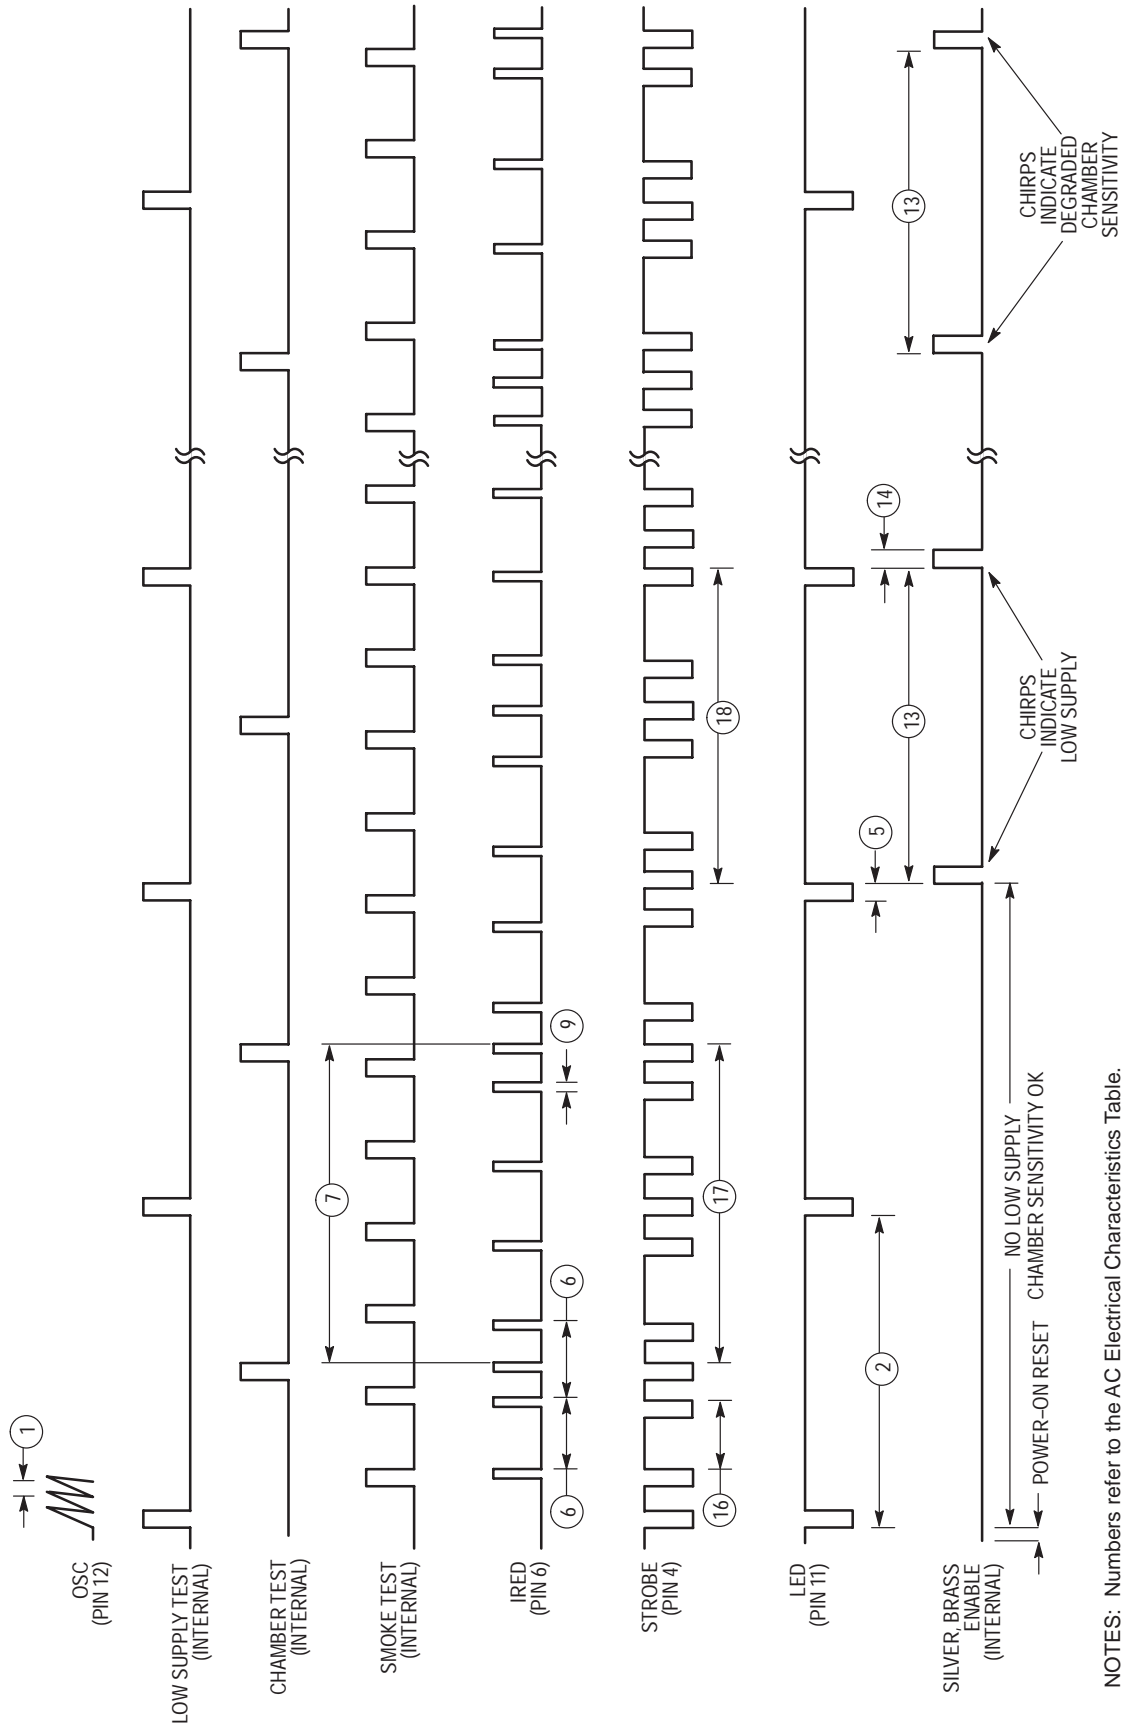 OSC
(PIN 12)
1
LOW SUPPLY TEST
(INTERNAL)
CHAMBER TEST
(INTERNAL)
7
SMOKE TEST
(INTERNAL)
IRED
(PIN 6)
6
6
9
STROBE
(PIN 4)
16
17
18
LED
(PIN 11)
2
5
SILVER, BRASS
ENABLE
(INTERNAL)
13
14
13
POWER–ON RESET
NO LOW SUPPLY
CHAMBER SENSITIVITY OK
CHIRPS
INDICATE
LOW SUPPLY
CHIRPS
INDICATE
DEGRADED
CHAMBER
SENSITIVITY
NOTES: Numbers refer to the AC Electrical Characteristics Table.